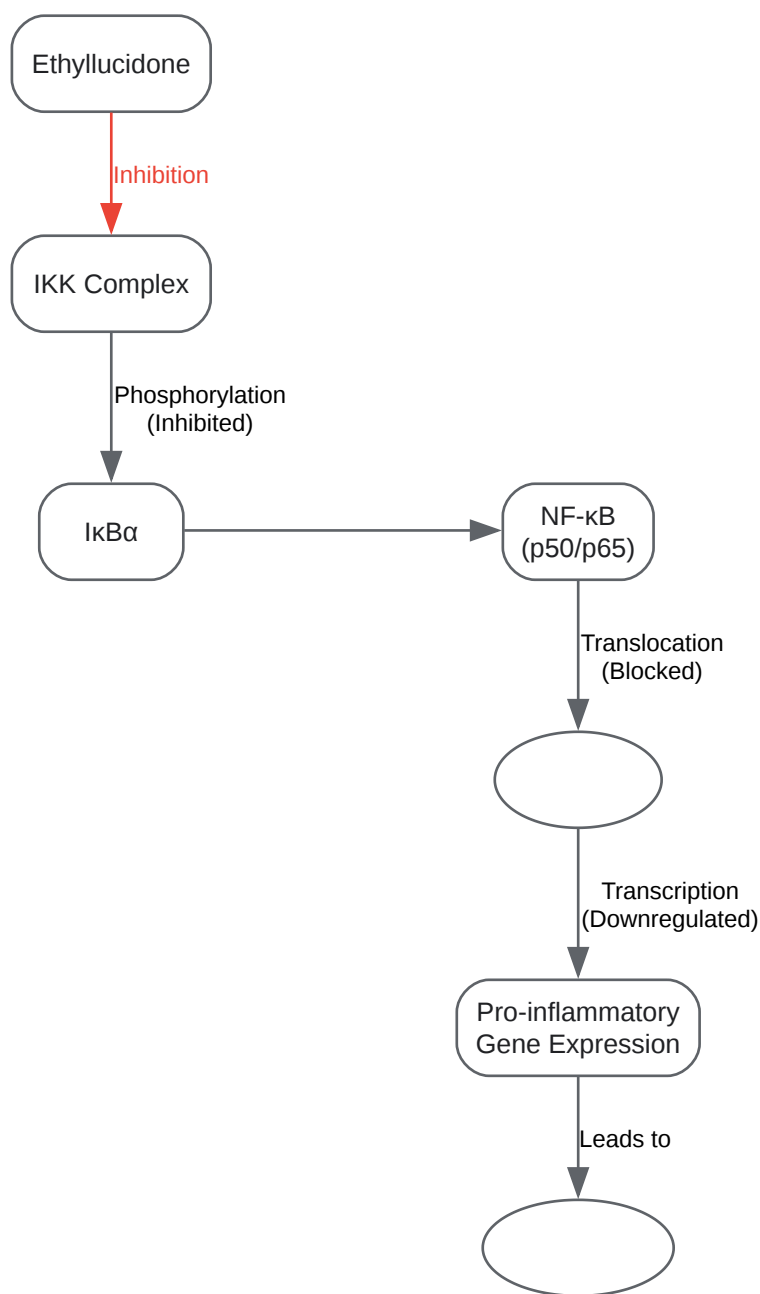 Ethyllucidone
Inhibition
IKK Complex
Phosphorylation
(Inhibited)
IκBα
NF-κB
(p50/p65)
Translocation
(Blocked)
Transcription
(Downregulated)
Pro-inflammatory
Gene Expression
Leads to